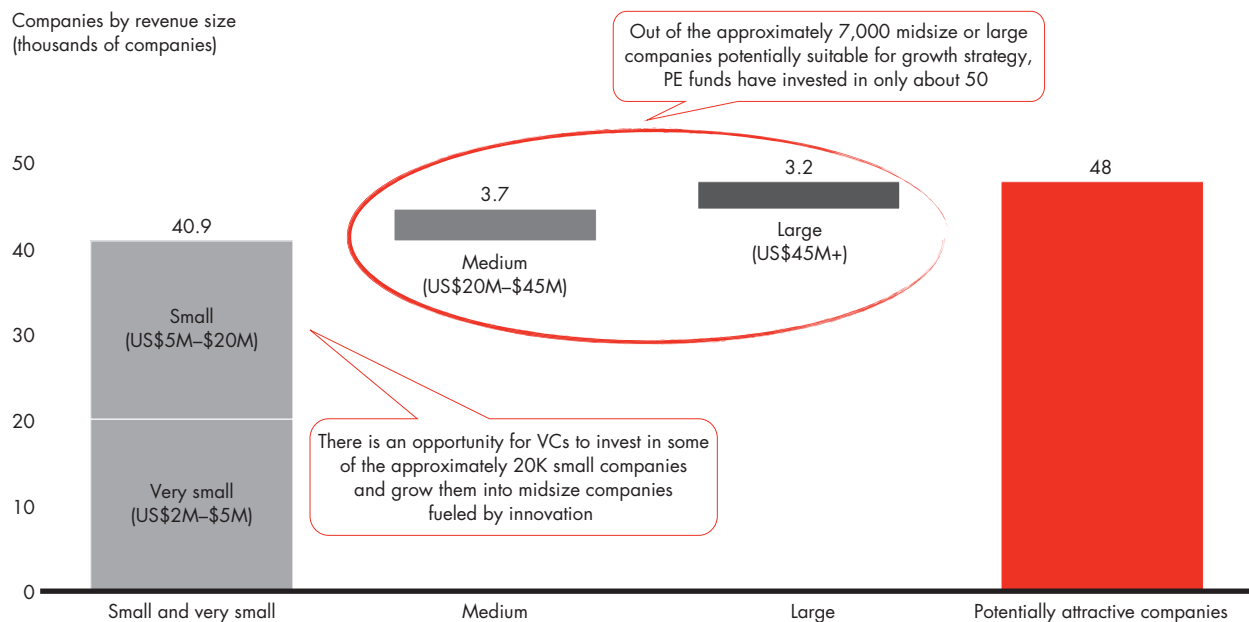 Companies by revenue size
(thousands of companies)
Out of the approximately 7,000 midsize or large
companies potentially suitable for growth strategy,
PE funds have invested in only about 50
50
40
30
20
10
0
40.9
Small
(US$5M–$20M)
Very small
(US$2M–$5M)
3.7
Medium
(US$20M–$45M)
3.2
Large
(US$45M+)
48
There is an opportunity for VCs to invest in some
of the approximately 20K small companies
and grow them into midsize companies
fueled by innovation
Small and very small
Medium
Large
Potentially attractive companies